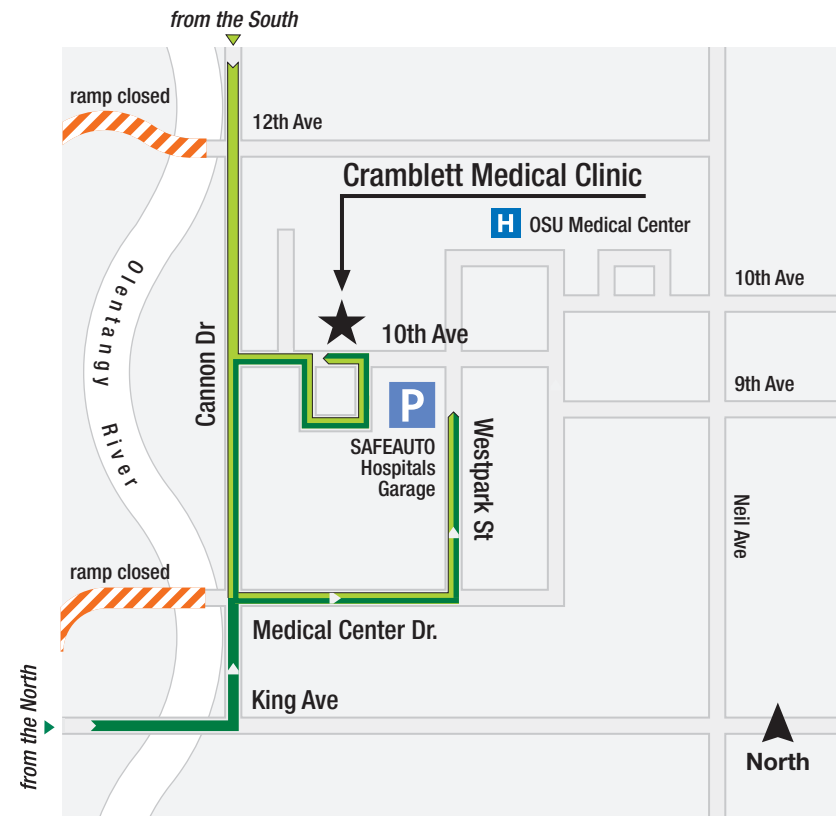 from the South
ramp closed
12th Ave
Cramblett Medical Clinic
H OSU Medical Center
10th Ave
Olentangy River
Cannon Dr
10th Ave
9th Ave
P
SAFEAUTO
Hospitals
Garage
Westpark St
Neil Ave
ramp closed
Medical Center Dr.
King Ave
from the North
North